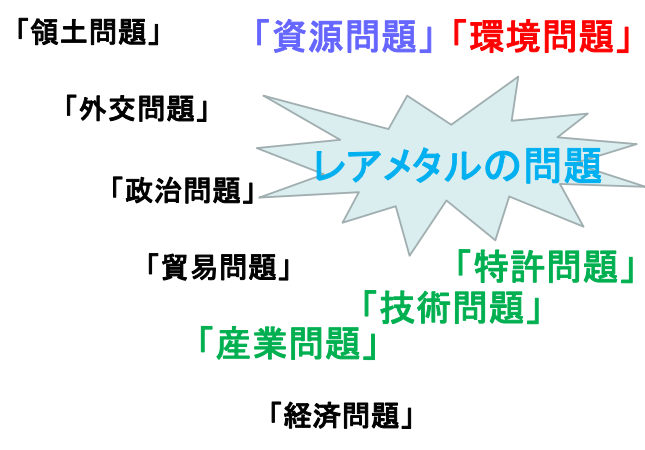 「領土問題」
「資源問題」「環境問題」
「外交問題」
レアメタルの問題
「政治問題」
「貿易問題」
「特許問題」
「技術問題」
「産業問題」
「経済問題」